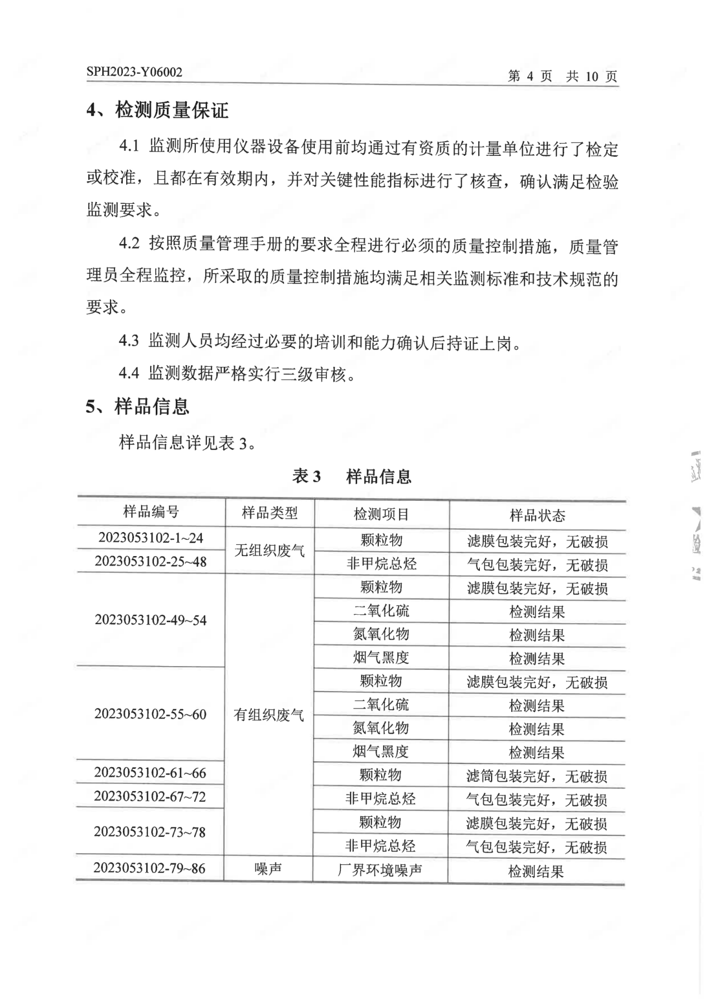 SPH2023-Y06002
第 4 页 共 10 页
4、检测质量保证
4.1 监测所使用仪器设备使用前均通过有资质的计量单位进行了检定
或校准，且都在有效期内，并对关键性能指标进行了核查，确认满足检验
监测要求。
4.2 按照质量管理手册的要求全程进行必须的质量控制措施，质量管
理员全程监控，所采取的质量控制措施均满足相关监测标准和技术规范的
要求。
4.3 监测人员均经过必要的培训和能力确认后持证上岗。
4.4 监测数据严格实行三级审核。
5、样品信息
样品信息详见表 3。
表 3 样品信息
样品编号 样品类型 检测项目 样品状态
2023053102-1~24 无组织废气 颗粒物 滤膜包装完好，无破损
2023053102-25~48 非甲烷总烃 气包包装完好，无破损
2023053102-49~54 有组织废气 颗粒物 滤膜包装完好，无破损
二氧化硫 检测结果
氮氧化物 检测结果
烟气黑度 检测结果
2023053102-55~60 颗粒物 滤膜包装完好，无破损
二氧化硫 检测结果
氮氧化物 检测结果
烟气黑度 检测结果
2023053102-61~66 颗粒物 滤筒包装完好，无破损
2023053102-67~72 非甲烷总烃 气包包装完好，无破损
2023053102-73~78 颗粒物 滤膜包装完好，无破损
非甲烷总烃 气包包装完好，无破损
2023053102-79~86 噪声 厂界环境噪声 检测结果